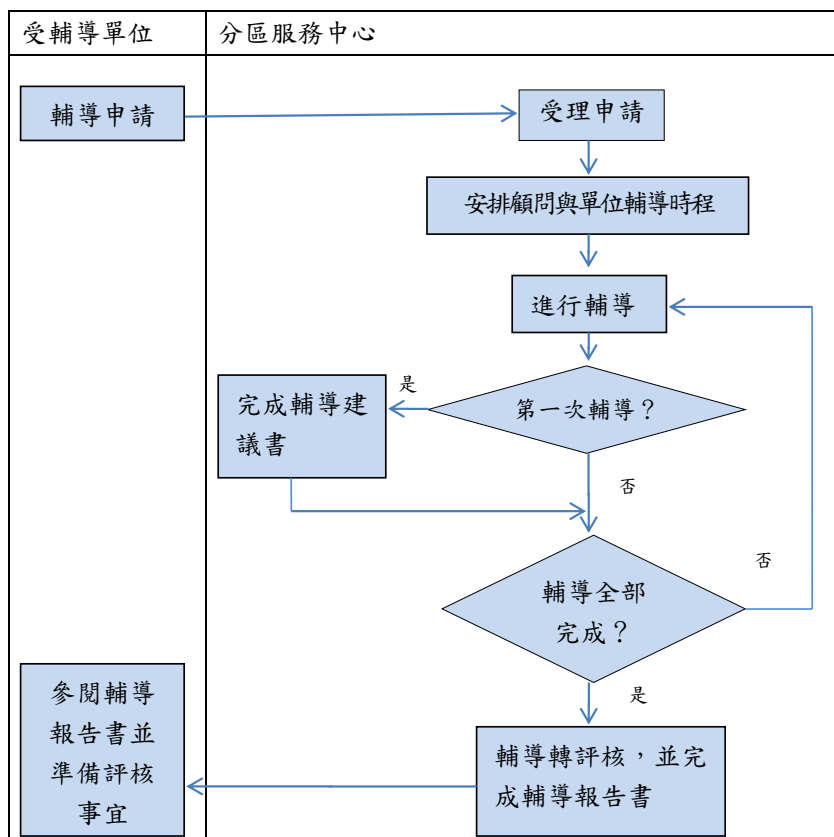 受輔導單位
分區服務中心
輔導申請
受理申請
安排顧問與單位輔導時程
進行輔導
第一次輔導？
是
完成輔導建
議書
否
輔導全部
完成？
否
是
輔導轉評核，並完
成輔導報告書
參閱輔導
報告書並
準備評核
事宜